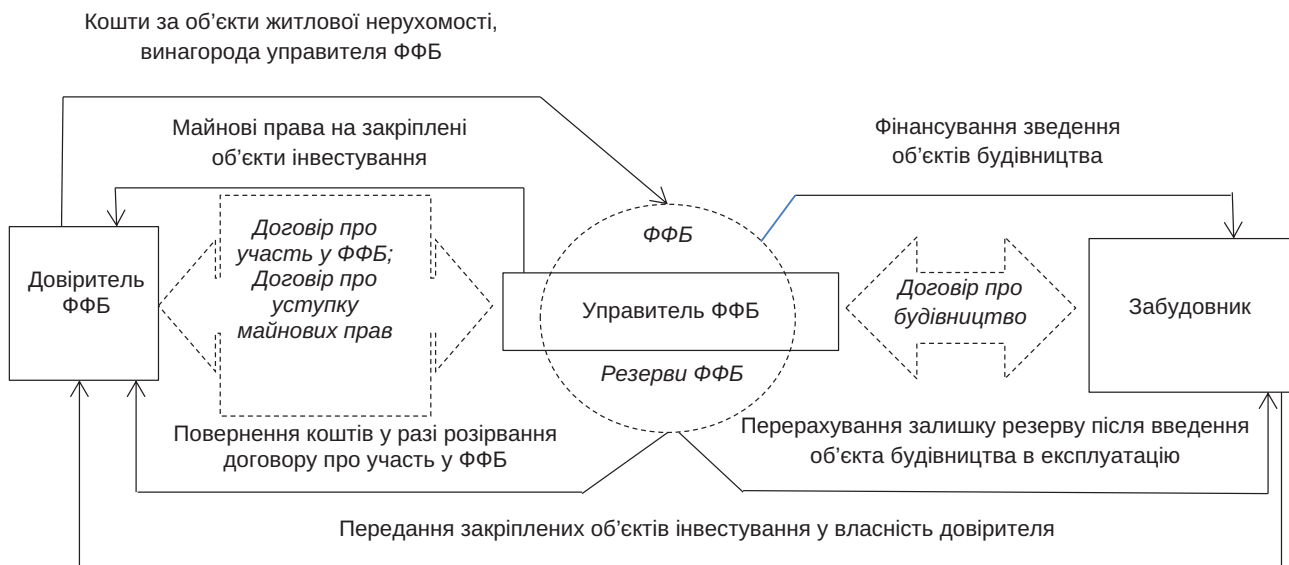 Кошти за об’єкти житлової нерухомості,
винагорода управителя ФФБ
Майнові права на закріплені
об’єкти інвестування
Фінансування зведення
об’єктів будівництва
Довіритель
ФФБ
Договір про
участь у ФФБ;
Договір про
уступку
майнових прав
ФФБ
Управитель ФФБ
Резерви ФФБ
Договір про
будівництво
Забудовник
Повернення коштів у разі розірвання
договору про участь у ФФБ
Перерахування залишку резерву після введення
об’єкта будівництва в експлуатацію
Передання закріплених об’єктів інвестування у власність довірителя